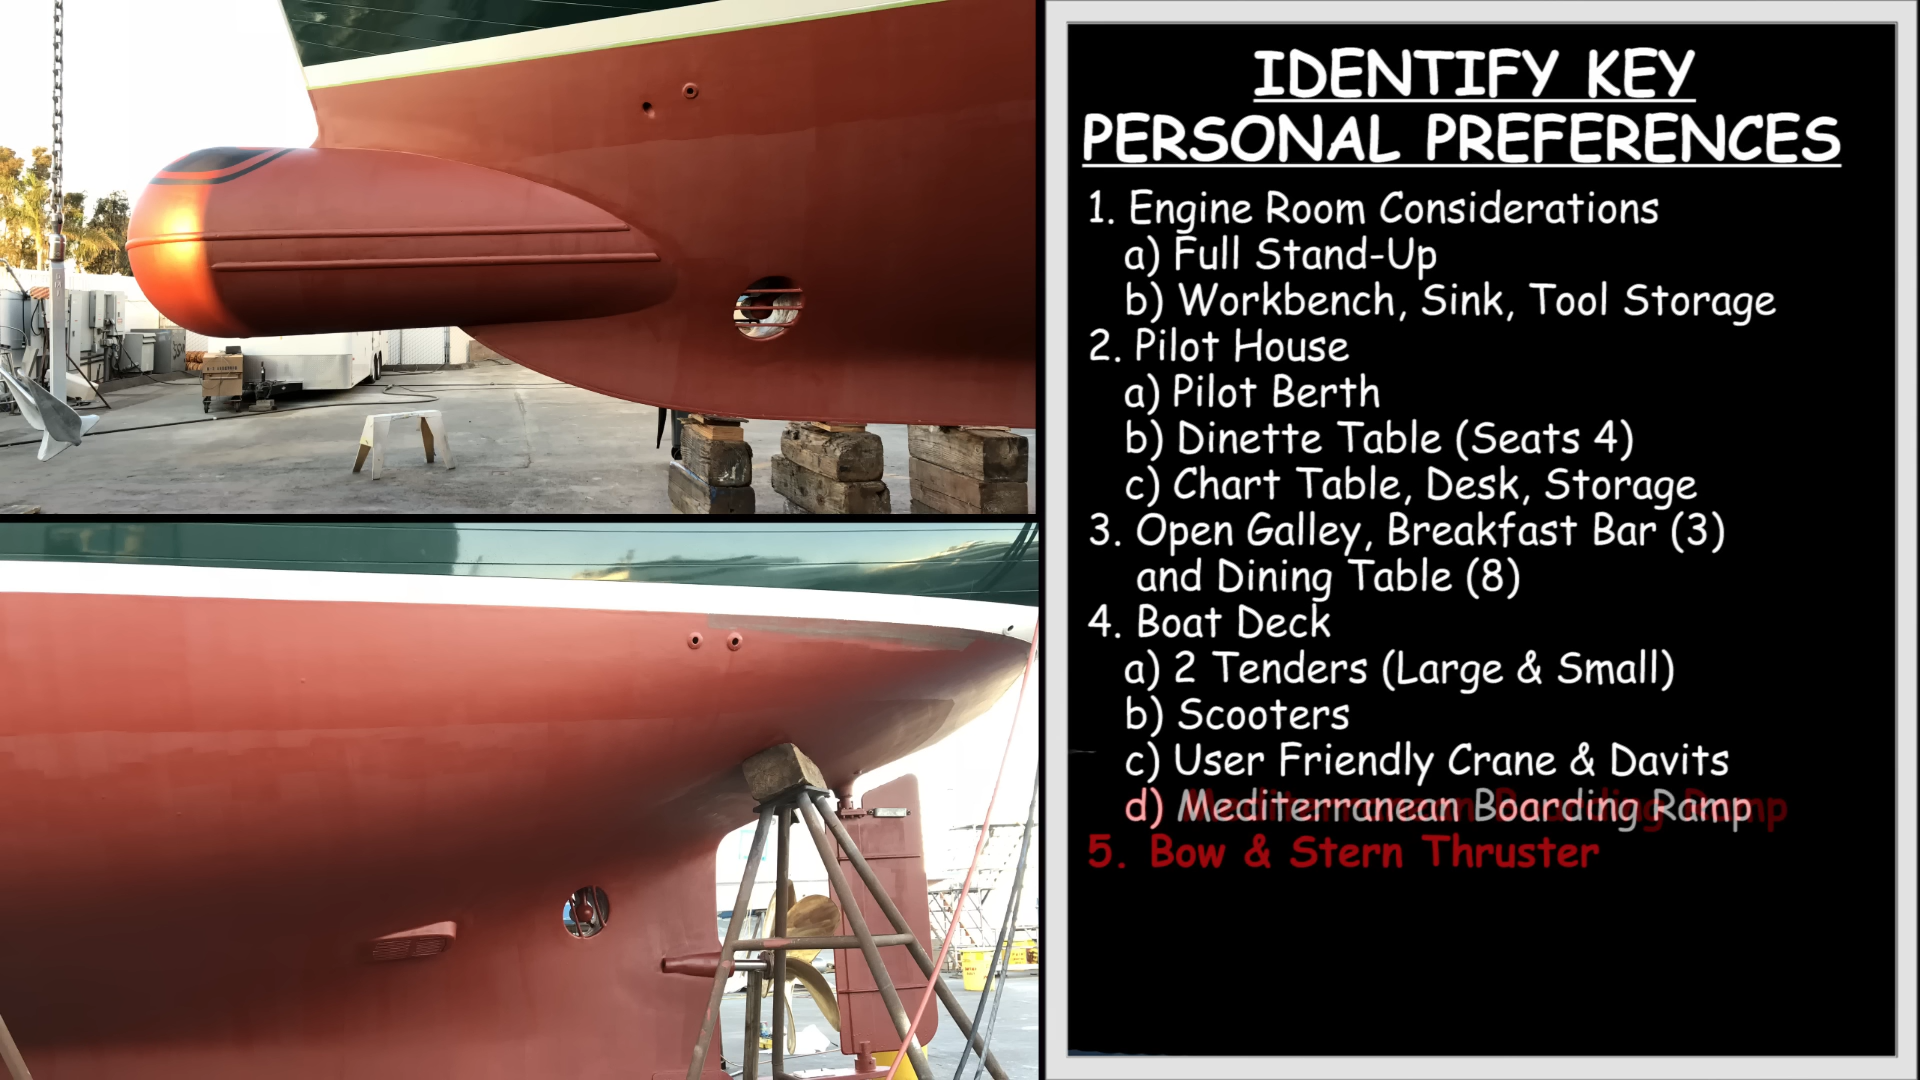 IDENTIFY KEY
PERSONAL PREFERENCES
1. Engine Room Considerations
a) Full Stand-Up
b) Workbench, Sink, Tool Storage
2. Pilot House
a) Pilot Berth
b) Dinette Table (Seats 4)
c) Chart Table, Desk, Storage
3. Open Galley, Breakfast Bar (3)
and Dining Table (8)
4. Boat Deck
a) 2 Tenders (Large & Small)
b) Scooters
c) User Friendly Crane & Davits
d) Mediterranean Boarding Ramp
5. Bow & Stern Thruster